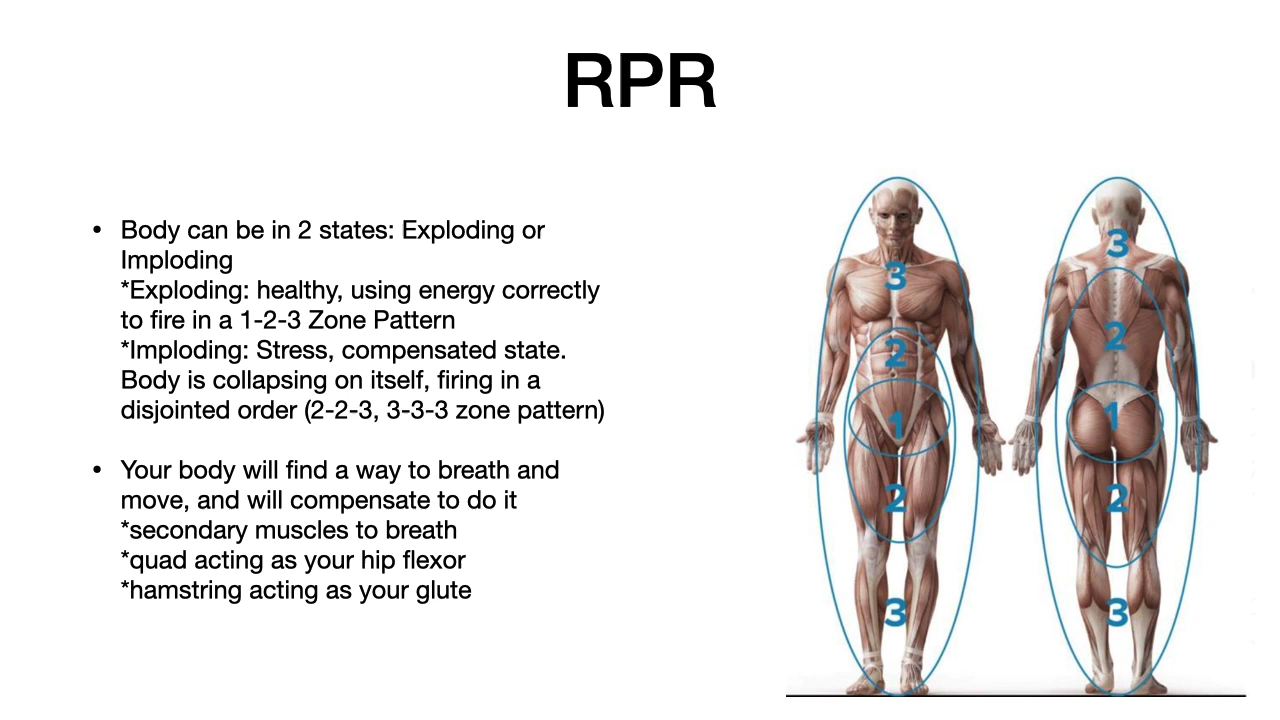 RPR
• Body can be in 2 states: Exploding or
Imploding
*Exploding: healthy, using energy correctly
to fire in a 1-2-3 Zone Pattern
*Imploding: Stress, compensated state.
Body is collapsing on itself, firing in a
disjointed order (2-2-3, 3-3-3 zone pattern)
• Your body will find a way to breath and
move, and will compensate to do it
*secondary muscles to breath
*quad acting as your hip flexor
*hamstring acting as your glute
3
2
1
2
3
3
2
1
2
3